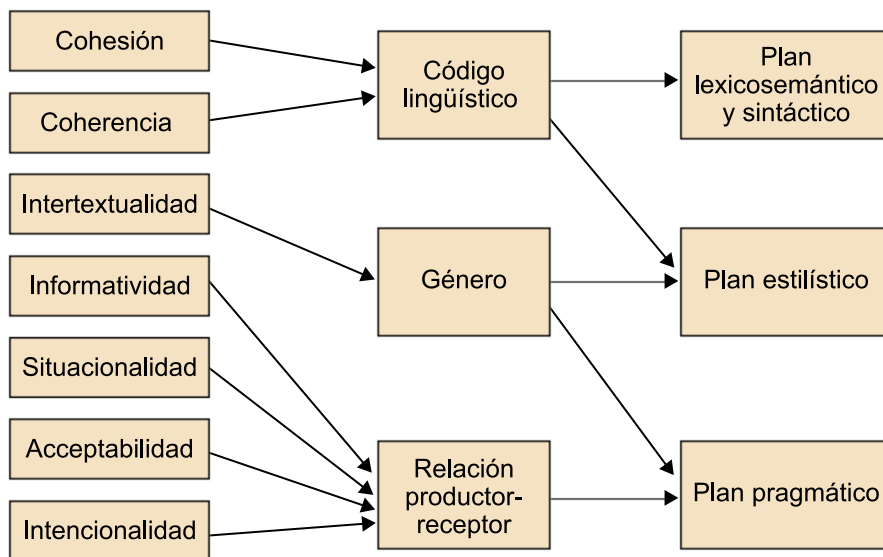 Cohesión
Coherencia
Intertextualidad
Informatividad
Situacionalidad
Acceptabilidad
Intencionalidad
Código
lingüístico
Género
Relación
productor-
receptor
Plan
lexicosemántico
y sintáctico
Plan estilístico
Plan pragmático